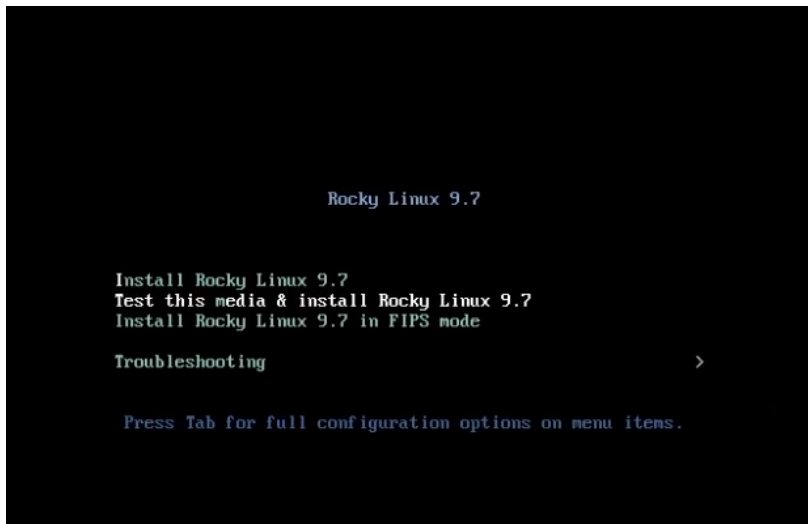 Rocky Linux 9.7
Install Rocky Linux 9.7
Test this media & install Rocky Linux 9.7
Install Rocky Linux 9.7 in FIPS mode
Troubleshooting >
Press Tab for full configuration options on menu items.